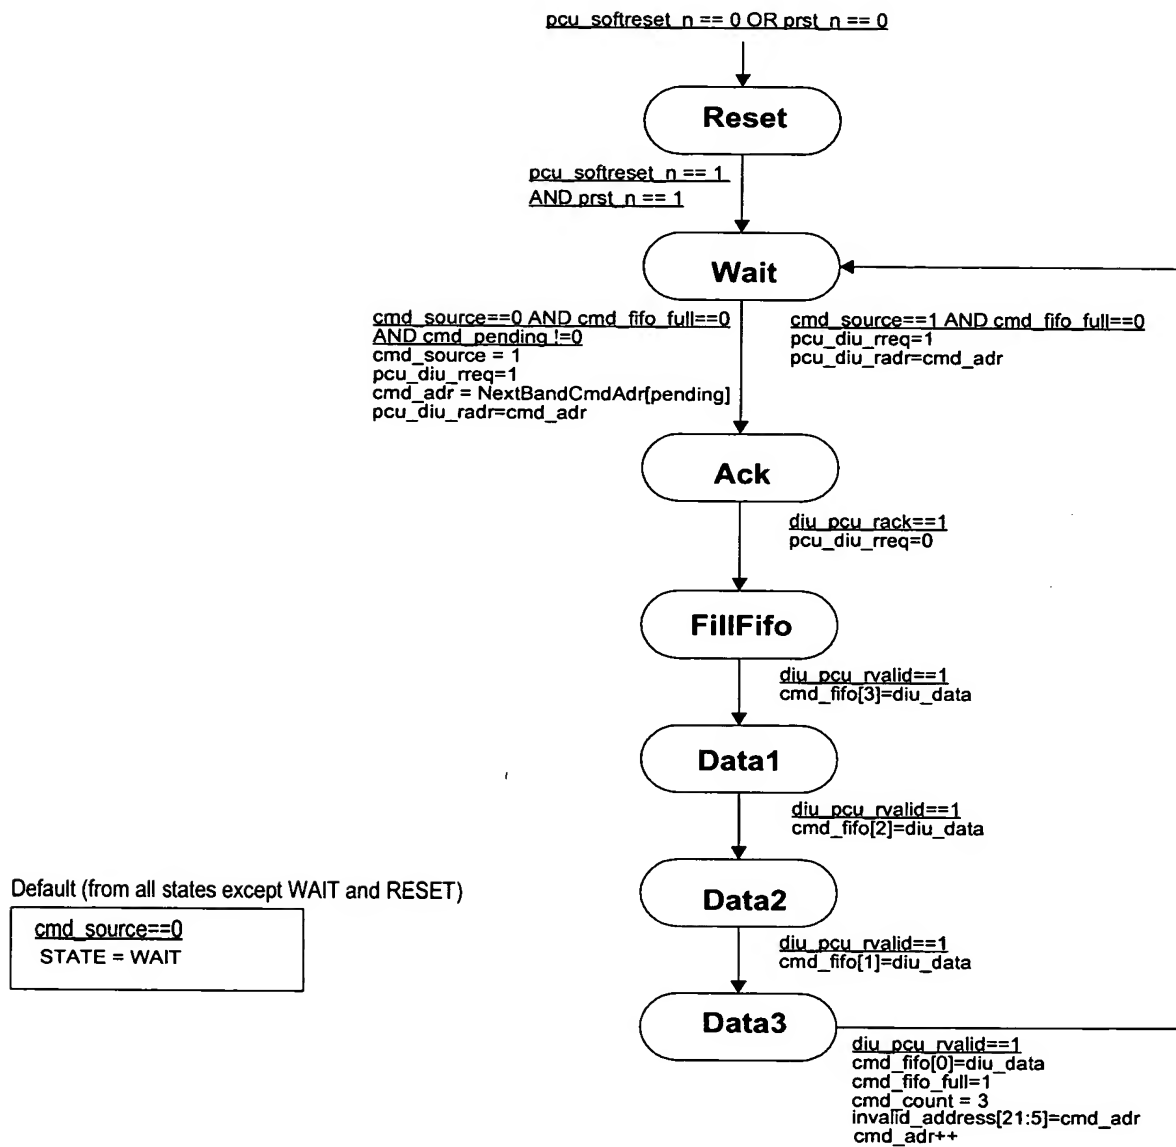 pcu_softreset_n == 0 OR prst_n == 0
Reset
pcu_softreset_n == 1
AND prst_n == 1
Wait
cmd_source==0 AND cmd_fifo_full==0
AND cmd_pending !=0
cmd_source = 1
pcu_diu_rreq=1
cmd_adr = NextBandCmdAdr[pending]
pcu_diu_radr=cmd_adr
cmd_source==1 AND cmd_fifo_full==0
pcu_diu_rreq=1
pcu_diu_radr=cmd_adr
Ack
diu_pcu_rack==1
pcu_diu_rreq=0
FillFifo
diu_pcu_rvalid==1
cmd_fifo[3]=diu_data
Data1
diu_pcu_rvalid==1
cmd_fifo[2]=diu_data
Default (from all states except WAIT and RESET)
cmd_source==0
STATE = WAIT
Data2
diu_pcu_rvalid==1
cmd_fifo[1]=diu_data
Data3
diu_pcu_rvalid==1
cmd_fifo[0]=diu_data
cmd_fifo_full=1
cmd_count = 3
invalid_address[21:5]=cmd_adr
cmd_adr++